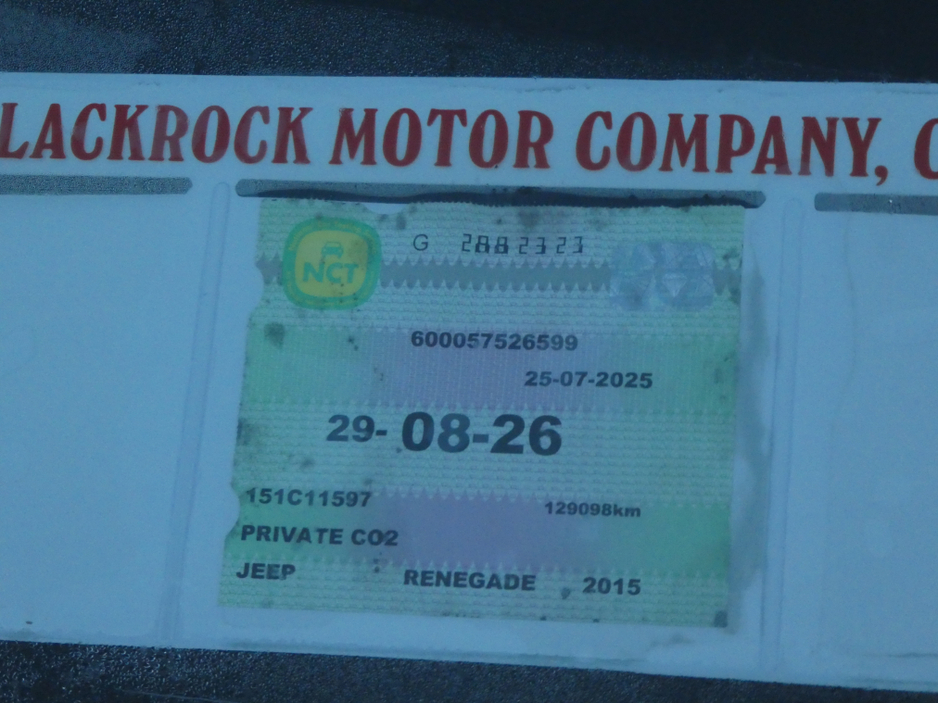 LACKROCK MOTOR COMPANY, C
NCT
G 2882323
600057526599
25-07-2025
29-08-26
151C11597 129098km
PRIVATE CO2
JEEP RENEGADE 2015